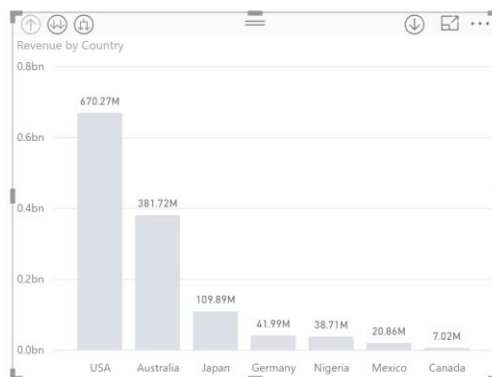 Revenue by Country
0.8bn
0.6bn
0.4bn
0.2bn
0.0bn
670.27M
381.72M
109.89M
41.99M
38.71M
20.86M
7.02M
USA Australia Japan Germany Nigeria Mexico Canada